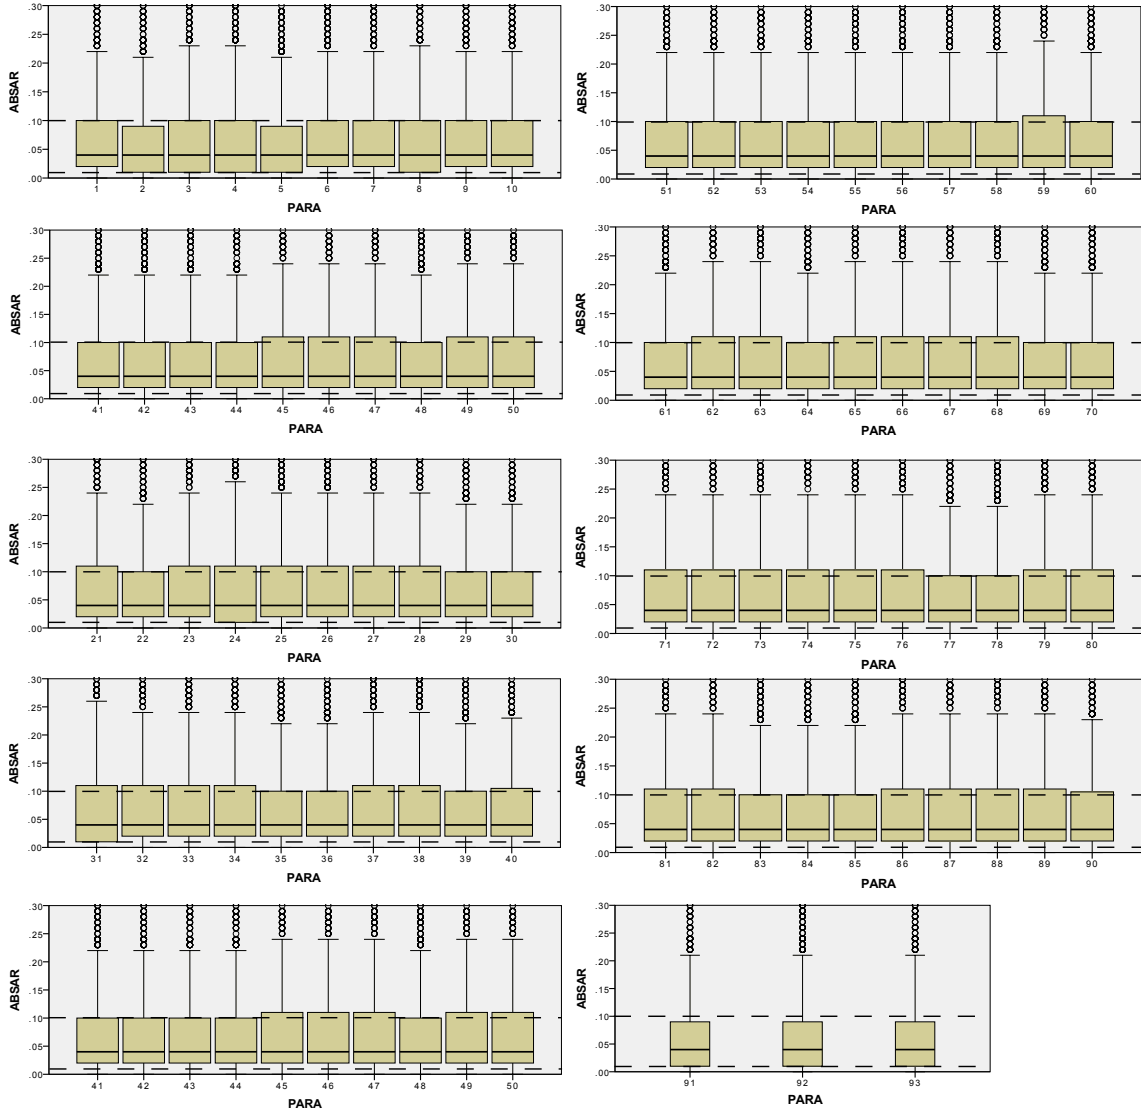 .30
.25
.20
.15
.10
.05
.00
ABSAR
1 2 3 4 5 6 7 8 9 10
PARA
.30
.25
.20
.15
.10
.05
.00
ABSAR
51 52 53 54 55 56 57 58 59 60
PARA
.30
.25
.20
.15
.10
.05
.00
ABSAR
41 42 43 44 45 46 47 48 49 50
PARA
.30
.25
.20
.15
.10
.05
.00
ABSAR
61 62 63 64 65 66 67 68 69 70
PARA
.30
.25
.20
.15
.10
.05
.00
ABSAR
21 22 23 24 25 26 27 28 29 30
PARA
.30
.25
.20
.15
.10
.05
.00
ABSAR
71 72 73 74 75 76 77 78 79 80
PARA
.30
.25
.20
.15
.10
.05
.00
ABSAR
31 32 33 34 35 36 37 38 39 40
PARA
.30
.25
.20
.15
.10
.05
.00
ABSAR
81 82 83 84 85 86 87 88 89 90
PARA
.30
.25
.20
.15
.10
.05
.00
ABSAR
41 42 43 44 45 46 47 48 49 50
PARA
.30
.25
.20
.15
.10
.05
.00
ABSAR
91 92 93
PARA